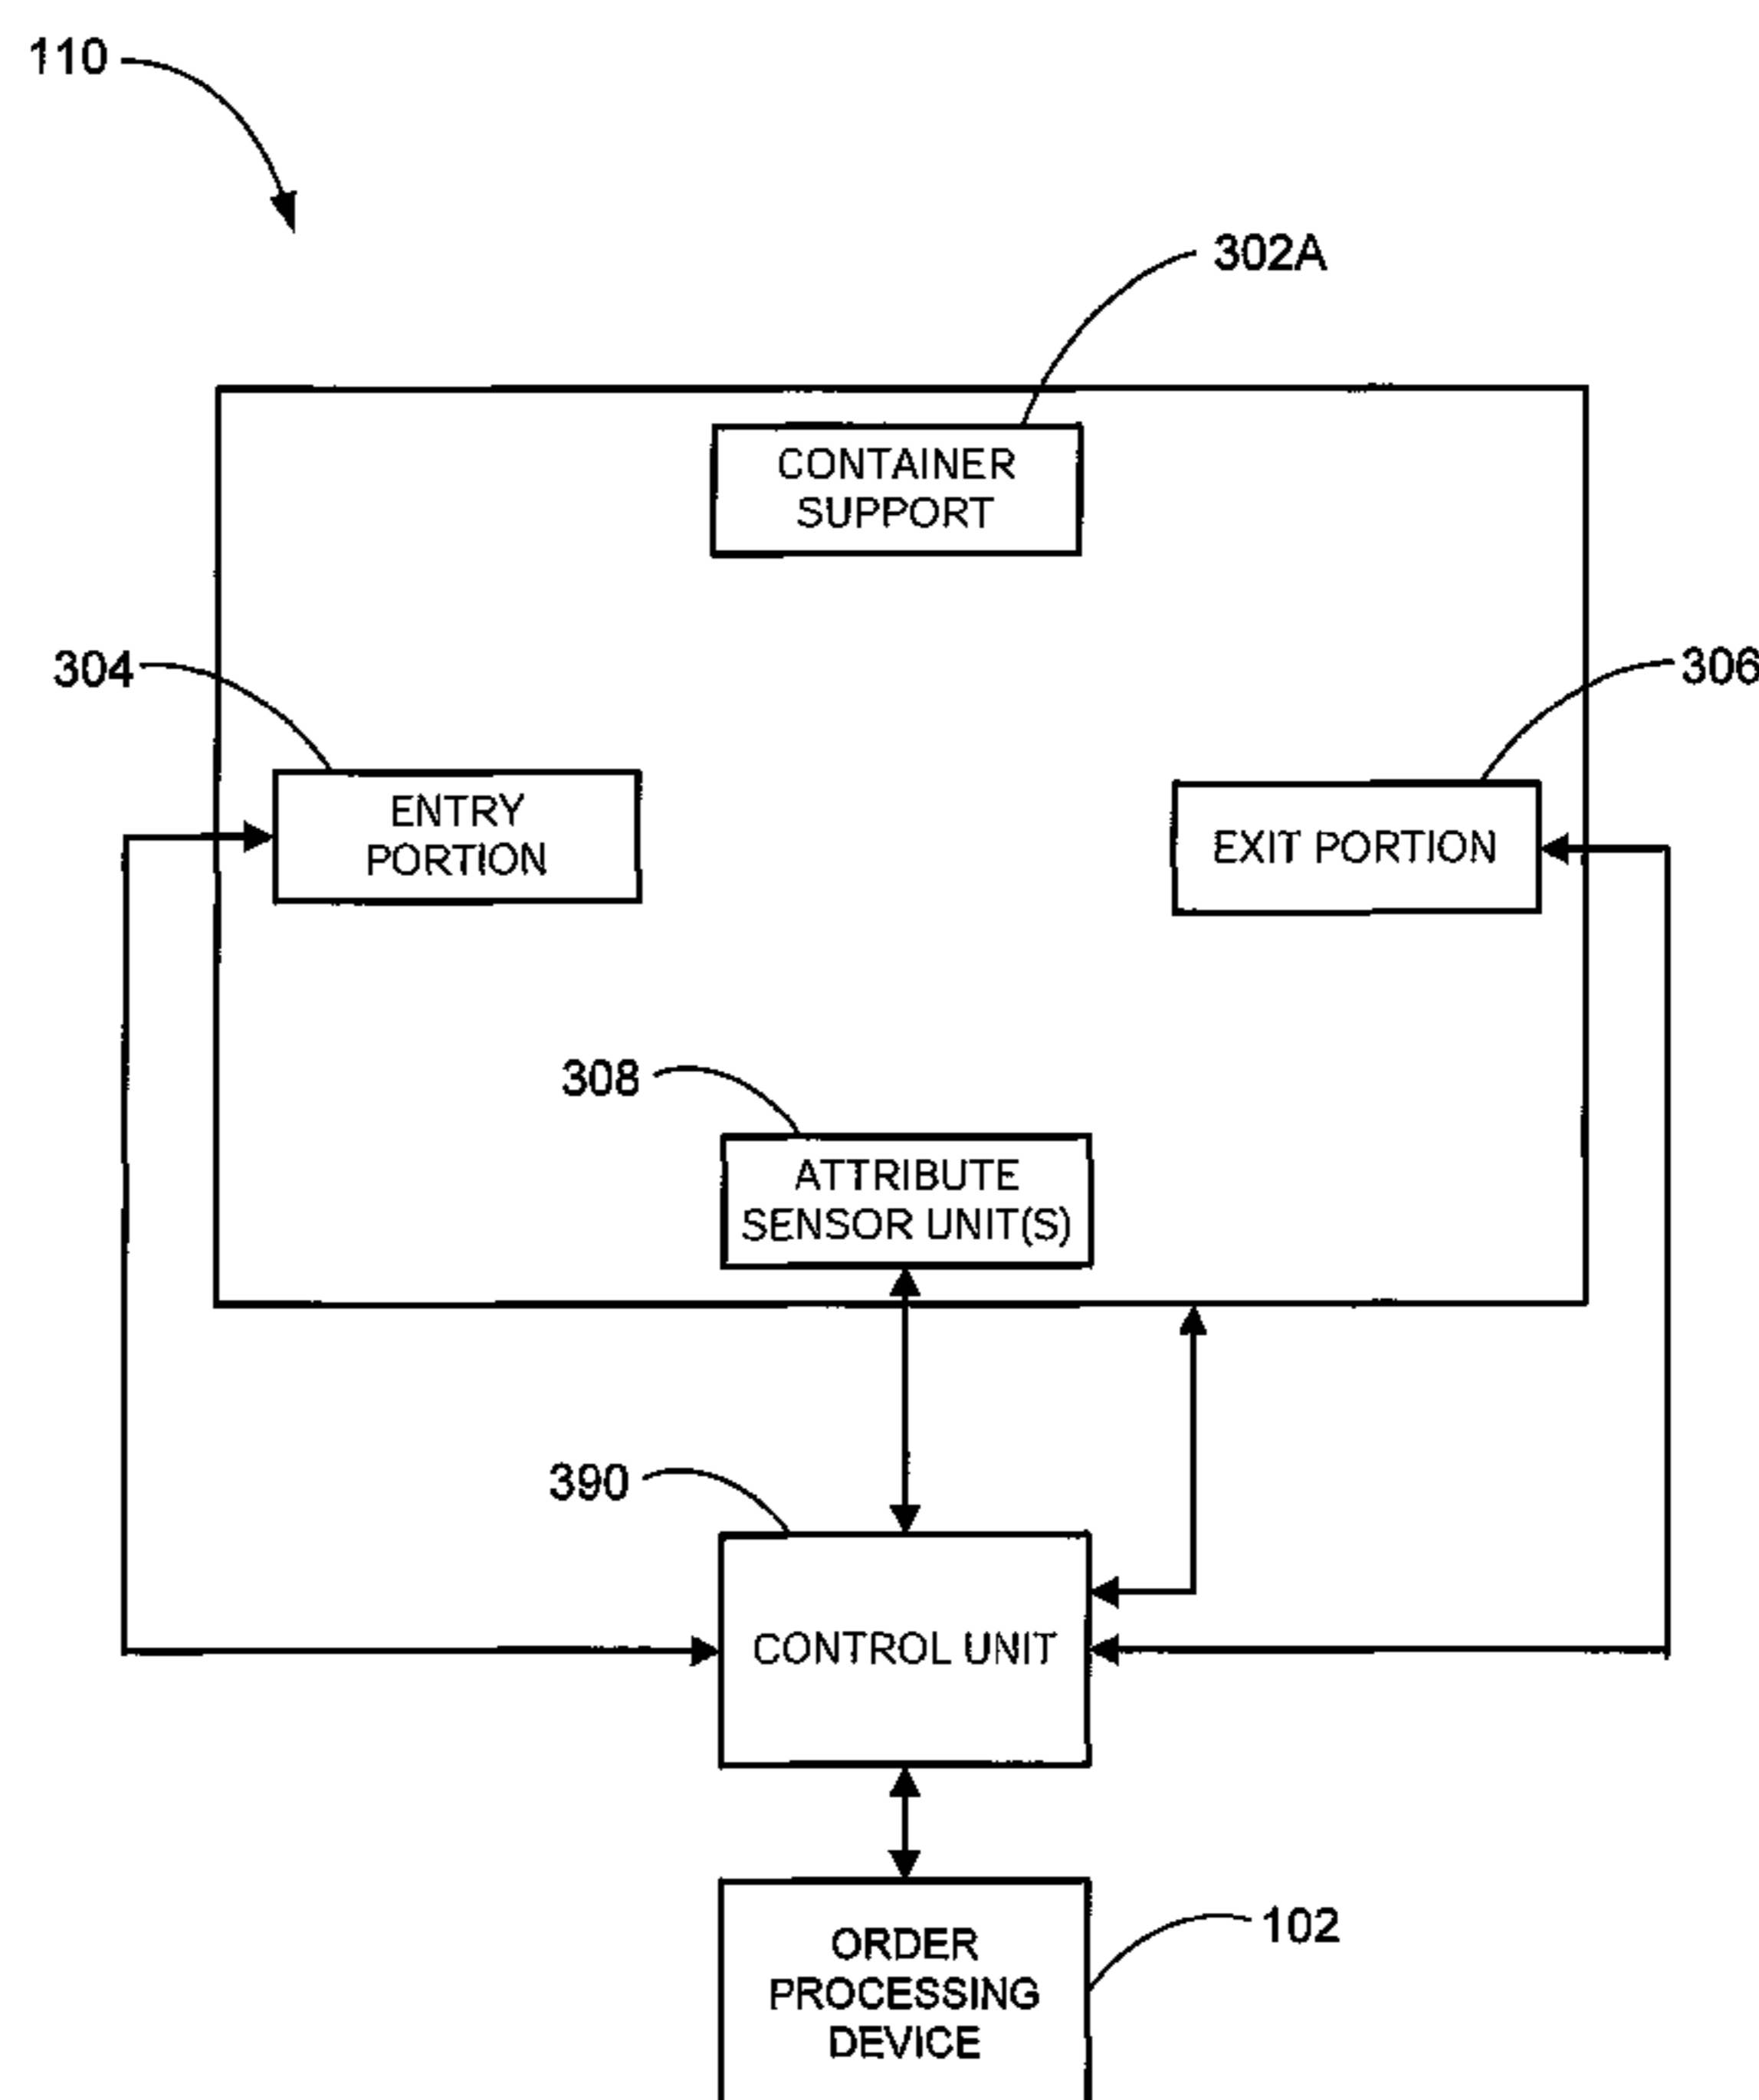 110
302A
CONTAINER
SUPPORT
304
306
ENTRY
PORTION
EXIT PORTION
308
ATTRIBUTE
SENSOR UNIT(S)
390
CONTROL UNIT
102
ORDER
PROCESSING
DEVICE